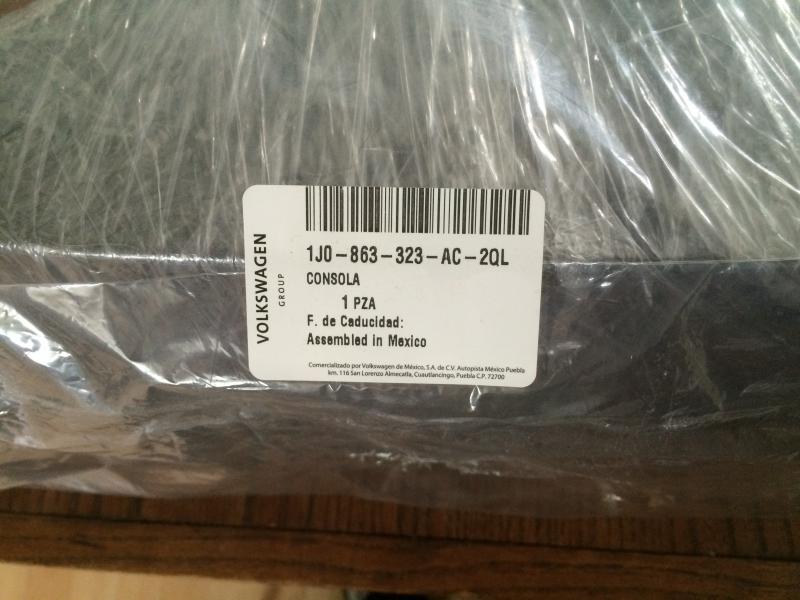 VOLKSWAGEN
GROUP
1J0-863-323-AC-2QL
CONSOLA
1 PZA
F. de Caducidad:
Assembled in Mexico
Comercializado por Volkswagen de México, S.A. de C.V. Autopista México Puebla
km. 116 San Lorenzo Almecatla, Cuautlancingo, Puebla C.P. 72700